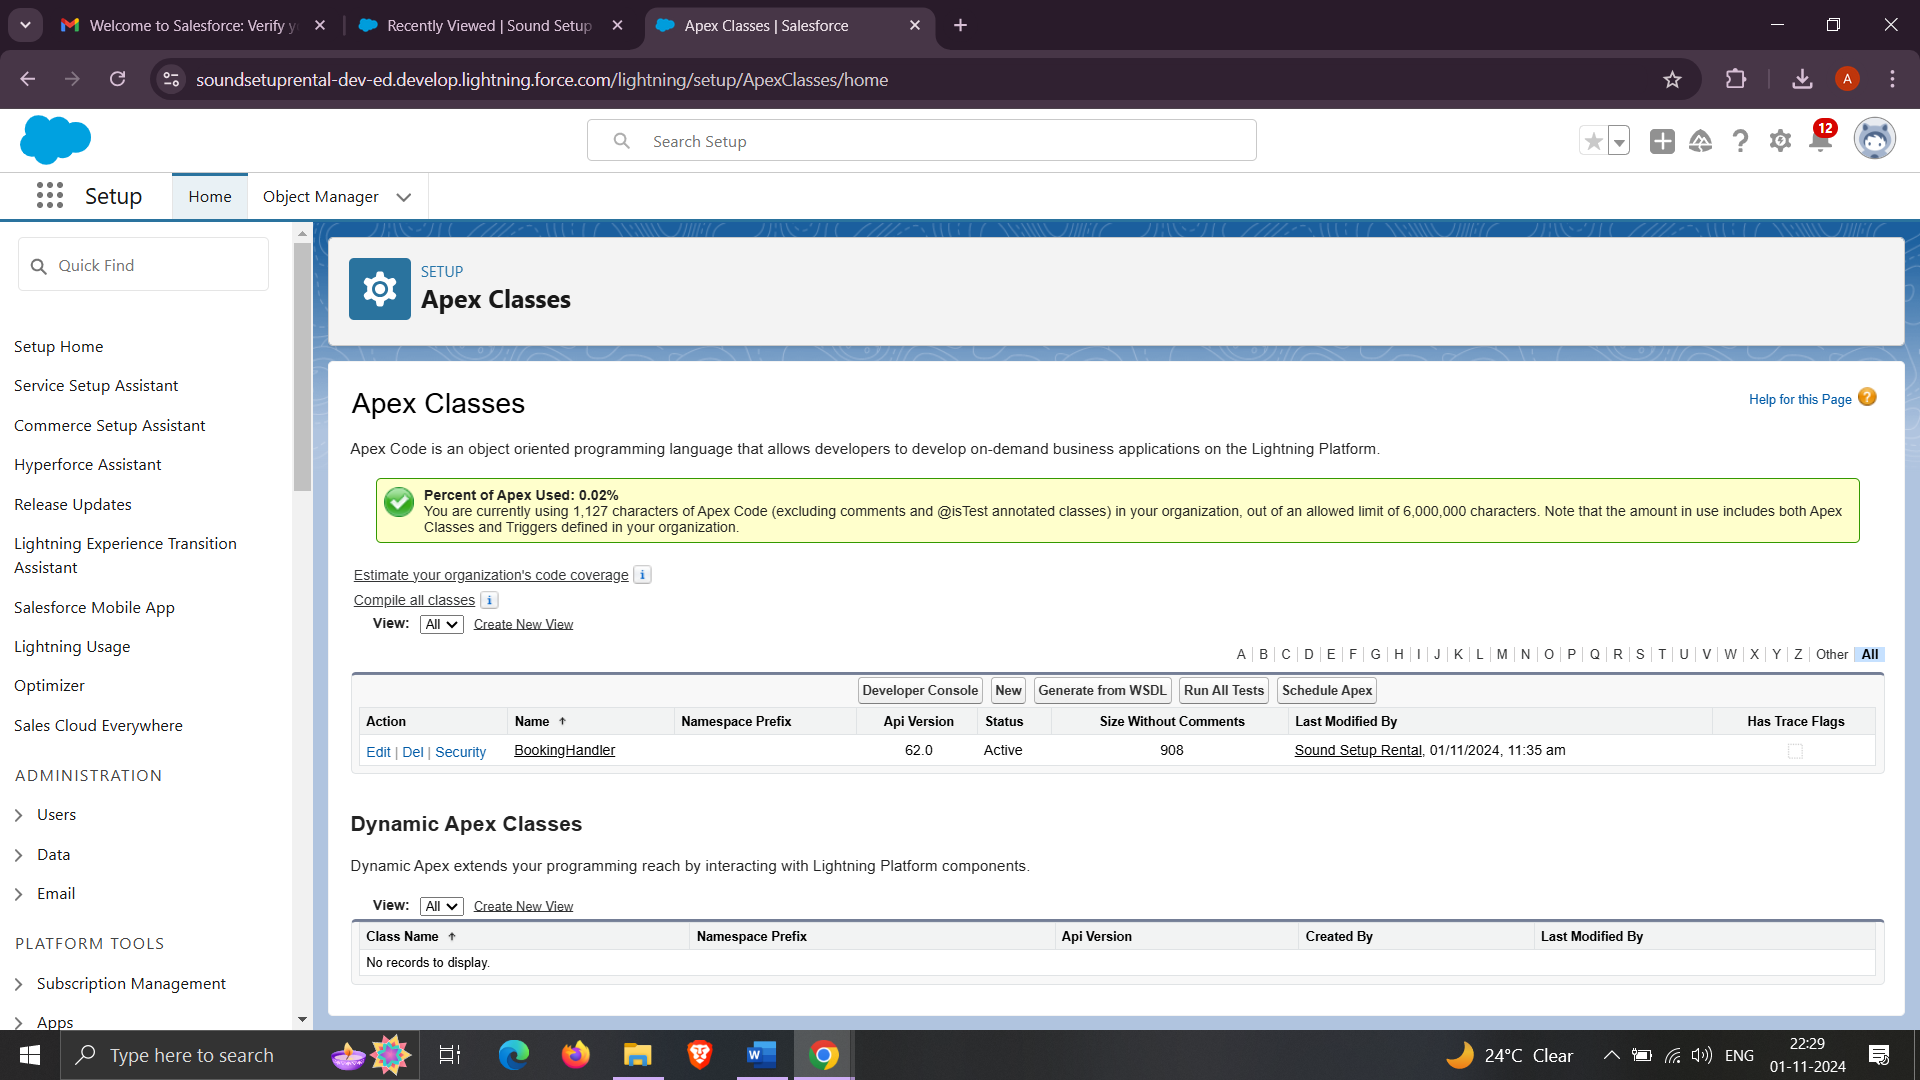 Welcome to Salesforce: Verify y
Recently Viewed | Sound Setup
Apex Classes | Salesforce
soundsetuprental-dev-ed.develop.lightning.force.com/lightning/setup/ApexClasses/home
A
Search Setup
12
Setup
Home
Object Manager
Quick Find
Setup Home
Service Setup Assistant
Commerce Setup Assistant
Hyperforce Assistant
Release Updates
Lightning Experience Transition
Assistant
Salesforce Mobile App
Lightning Usage
Optimizer
Sales Cloud Everywhere
ADMINISTRATION
Users
Data
Email
PLATFORM TOOLS
Subscription Management
Apps
SETUP
Apex Classes
Apex Classes
Help for this Page ?
Apex Code is an object oriented programming language that allows developers to develop on-demand business applications on the Lightning Platform.
Percent of Apex Used: 0.02%
You are currently using 1,127 characters of Apex Code (excluding comments and @isTest annotated classes) in your organization, out of an allowed limit of 6,000,000 characters. Note that the amount in use includes both Apex
Classes and Triggers defined in your organization.
Estimate your organization's code coverage i
Compile all classes i
View: All Create New View
A | B | C | D | E | F | G | H | I | J | K | L | M | N | O | P | Q | R | S | T | U | V | W | X | Y | Z | Other | All
Developer Console New Generate from WSDL Run All Tests Schedule Apex
Action Name ↑ Namespace Prefix Api Version Status Size Without Comments Last Modified By Has Trace Flags
Edit | Del | Security BookingHandler 62.0 Active 908 Sound Setup Rental, 01/11/2024, 11:35 am
Dynamic Apex Classes
Dynamic Apex extends your programming reach by interacting with Lightning Platform components.
View: All Create New View
Class Name ↑ Namespace Prefix Api Version Created By Last Modified By
No records to display.
Type here to search
24°C Clear
ENG
22:29
01-11-2024